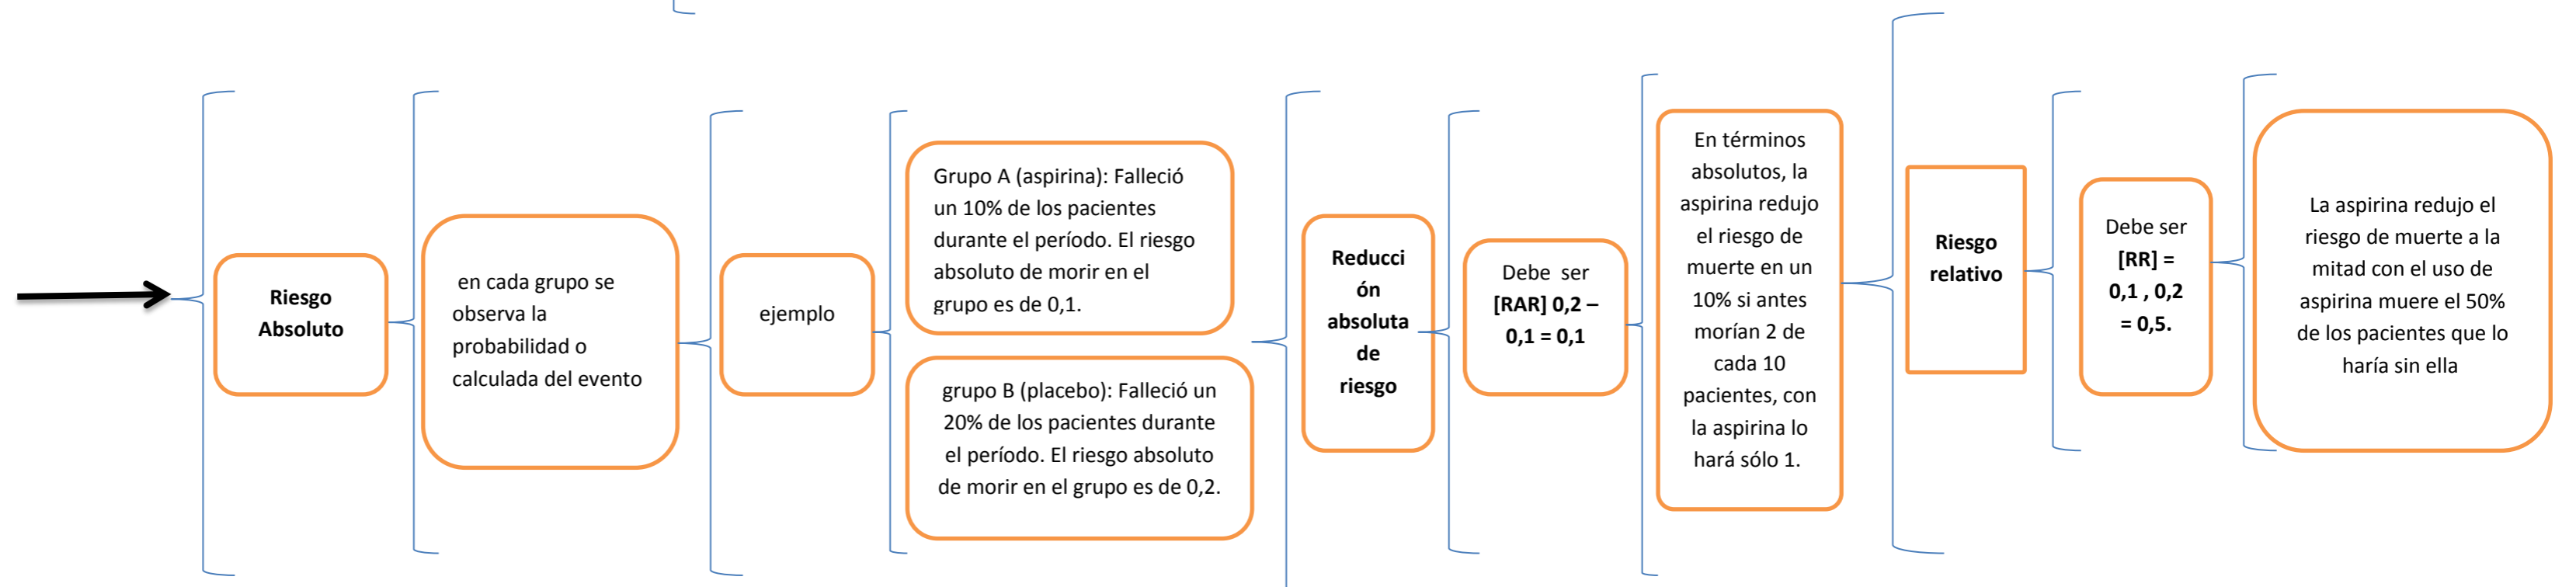 Riesgo
Absoluto
en cada grupo se
observa la
probabilidad o
calculada del evento
ejemplo
Grupo A (aspirina): Falleció
un 10% de los pacientes
durante el período. El riesgo
absoluto de morir en el
grupo es de 0,1.
grupo B (placebo): Falleció un
20% de los pacientes durante
el período. El riesgo absoluto
de morir en el grupo es de 0,2.
Reducci
ón
absoluta
de
riesgo
Debe ser
[RAR] 0,2 –
0,1 = 0,1
En términos
absolutos, la
aspirina redujo
el riesgo de
muerte en un
10% si antes
morían 2 de
cada 10
pacientes, con
la aspirina lo
hará sólo 1.
Riesgo
relativo
Debe ser
[RR] =
0,1 , 0,2
= 0,5.
La aspirina redujo el
riesgo de muerte a la
mitad con el uso de
aspirina muere el 50%
de los pacientes que lo
haría sin ella